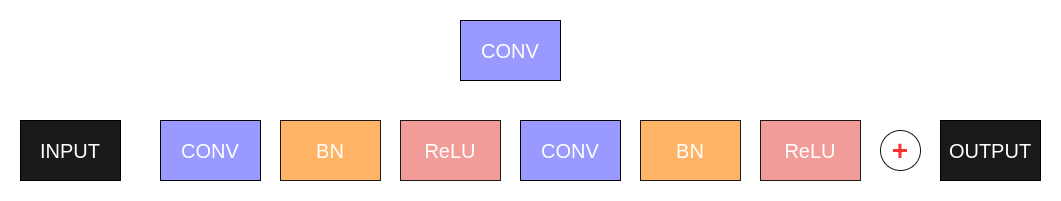 CONV
INPUT CONV BN ReLU CONV BN ReLU + OUTPUT